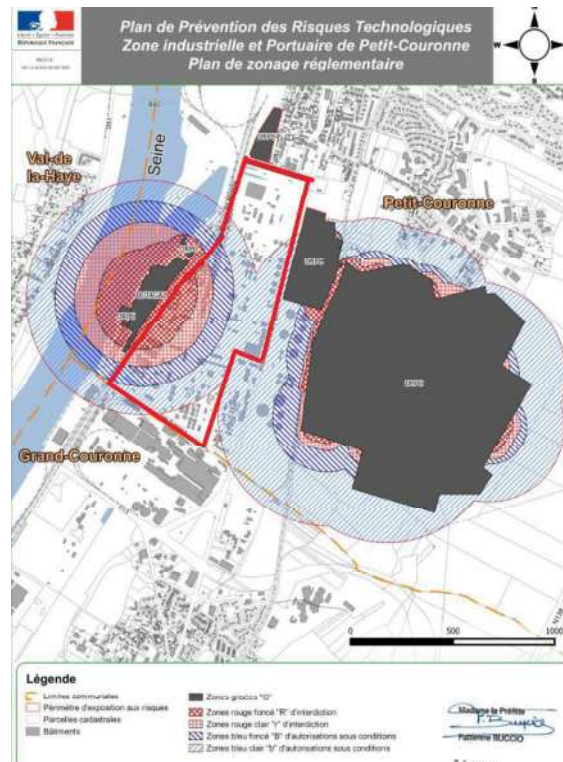 Plan de Prévention des Risques Technologiques
Zone industrielle et Portuaire de Petit-Couronne
Plan de zonage réglementaire
RÉPUBLIQUE FRANÇAISE
Val-de
la-Haye
Seine
Petit-Couronne
BUTAGAZ
Grand-Couronne
0 500 1000
Légende
Limites communales
Périmètre d'exposition aux risques
Parcelles cadastrales
Bâtiments
Zones grisées "G"
Zones rouge foncé "R" d'interdiction
Zones rouge clair "r" d'interdiction
Zones bleu foncé "B" d'autorisations sous conditions
Zones bleu clair "b" d'autorisations sous conditions
Madame la Préfète
Fabienne BUCCIO